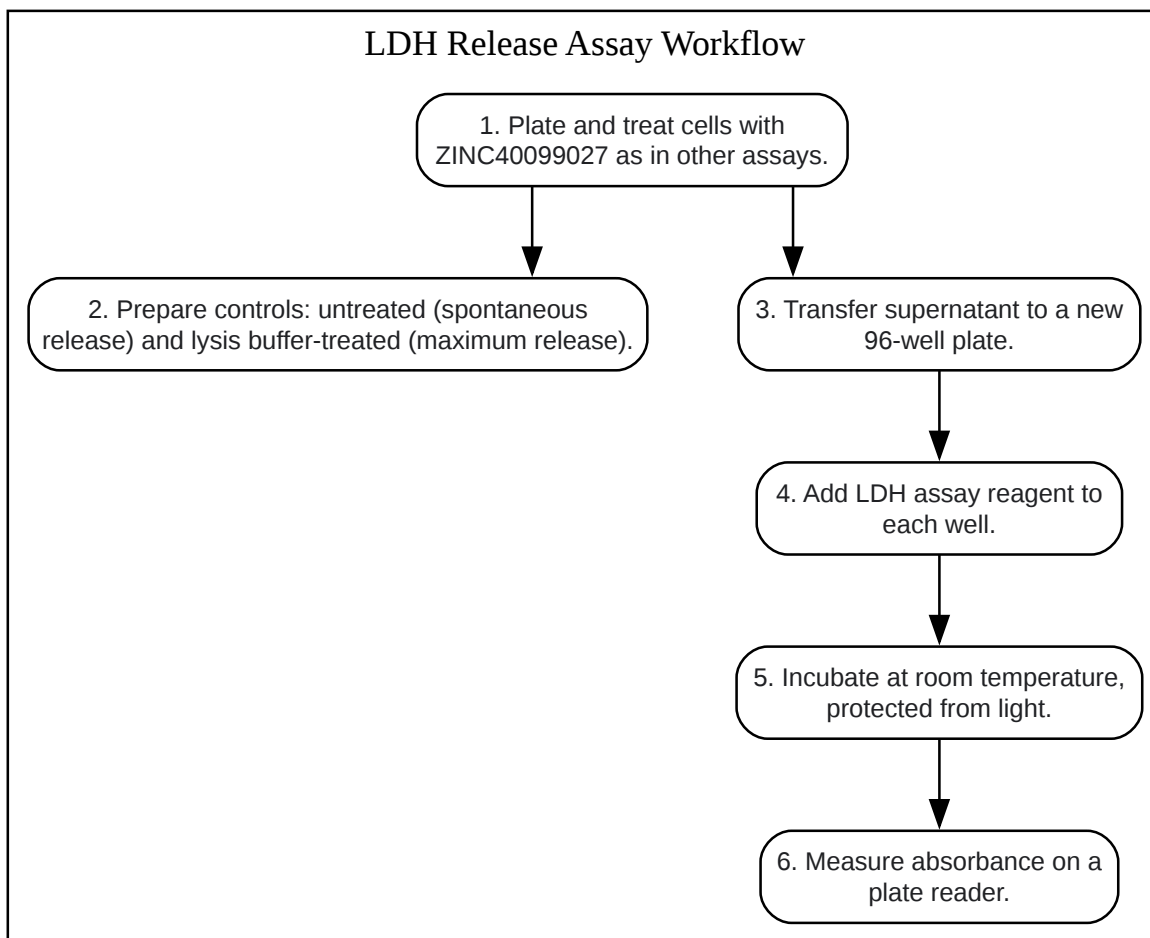 LDH Release Assay Workflow
1. Plate and treat cells with
ZINC40099027 as in other assays.
2. Prepare controls: untreated (spontaneous
release) and lysis buffer-treated (maximum release).
3. Transfer supernatant to a new
96-well plate.
4. Add LDH assay reagent to
each well.
5. Incubate at room temperature,
protected from light.
6. Measure absorbance on a
plate reader.